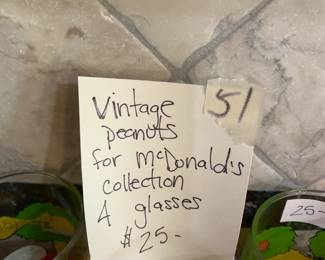 51
Vintage
peanuts
for McDonald's
collection
4 glasses
$25-
25-